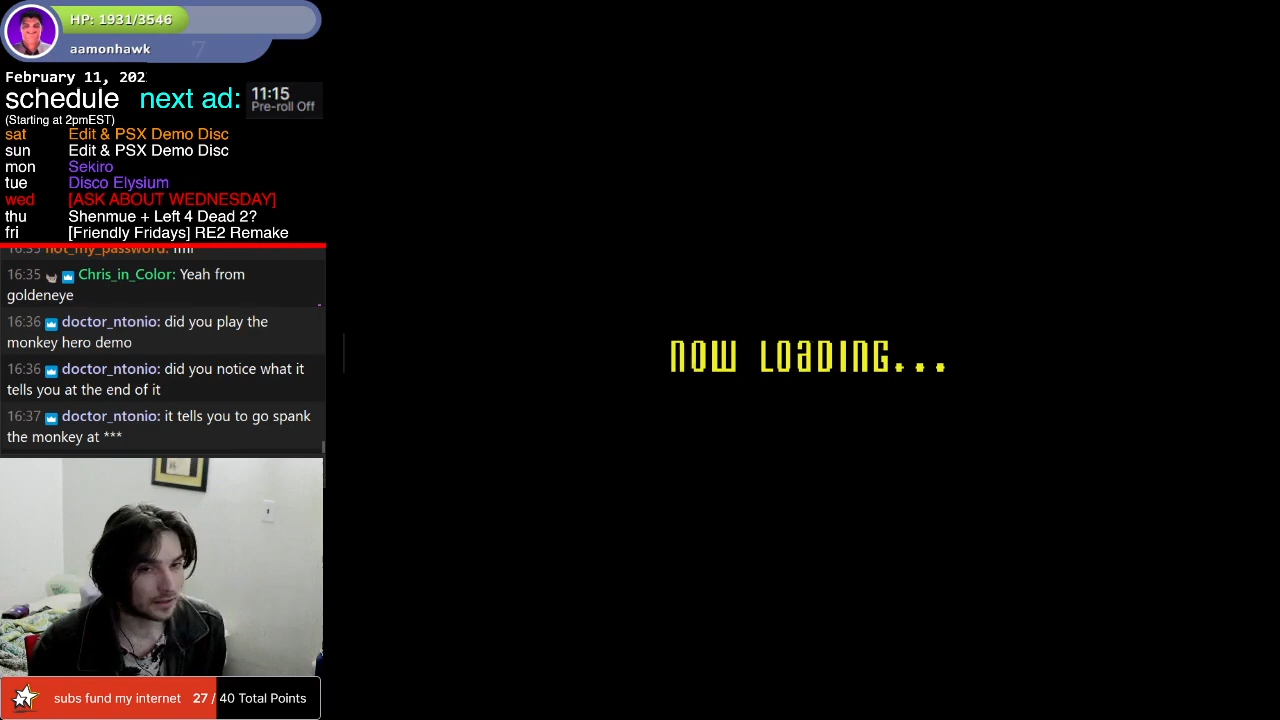 HP: 1931/3546
aamonhawk
7
February 11, 202
schedule next ad: 11:15
Pre-roll Off
(Starting at 2pmEST)
sat Edit & PSX Demo Disc
sun Edit & PSX Demo Disc
mon Sekiro
tue Disco Elysium
wed [ASK ABOUT WEDNESDAY]
thu Shenmue + Left 4 Dead 2?
fri [Friendly Fridays] RE2 Remake
16:35 not_my_password:
16:35 Chris_in_Color: Yeah from
goldeneye
16:36 doctor_ntonio: did you play the
monkey hero demo
16:36 doctor_ntonio: did you notice what it
tells you at the end of it
16:37 doctor_ntonio: it tells you to go spank
the monkey at ***
NOW LOADING...
subs fund my internet 27 / 40 Total Points